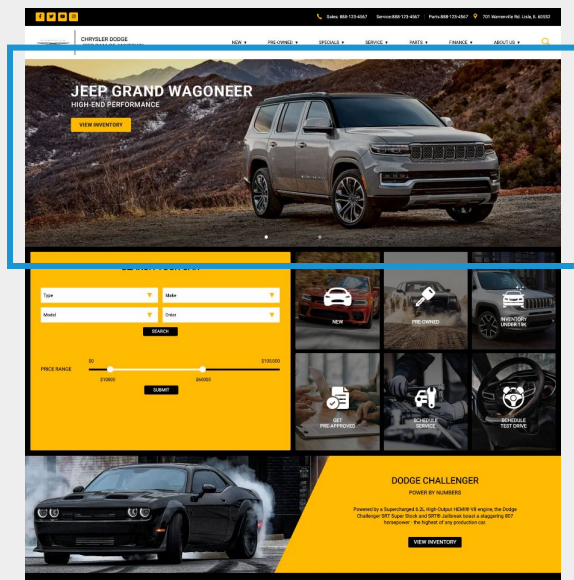 Sales: 888-123-4567 Service:888-123-4567 Parts:888-123-4567 701 Warrenville Rd. Lisle, IL 60532
CHRYSLER DODGE
NEW PRE-OWNED SPECIALS SERVICE PARTS FINANCE ABOUT US
JEEP GRAND WAGONEER
HIGH-END PERFORMANCE
VIEW INVENTORY
Type Make
Model Order
SEARCH
PRICE RANGE $0 $100,000
$10000 $60000
SUBMIT
NEW
PRE-OWNED
INVENTORY
UNDER 15K
GET
PRE-APPROVED
SCHEDULE
SERVICE
SCHEDULE
TEST DRIVE
DODGE CHALLENGER
POWER BY NUMBERS
Powered by a Supercharged 6.2L High-Output HEMI® V8 engine, the Dodge
Challenger SRT Super Stock and SRT® Jailbreak boast a staggering 807
horsepower - the highest of any production car.
VIEW INVENTORY